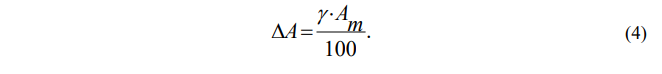 ΔA = γ·A_m / 100. (4)